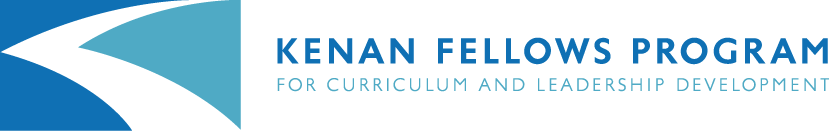 KENAN FELLOWS PROGRAM
FOR CURRICULUM AND LEADERSHIP DEVELOPMENT